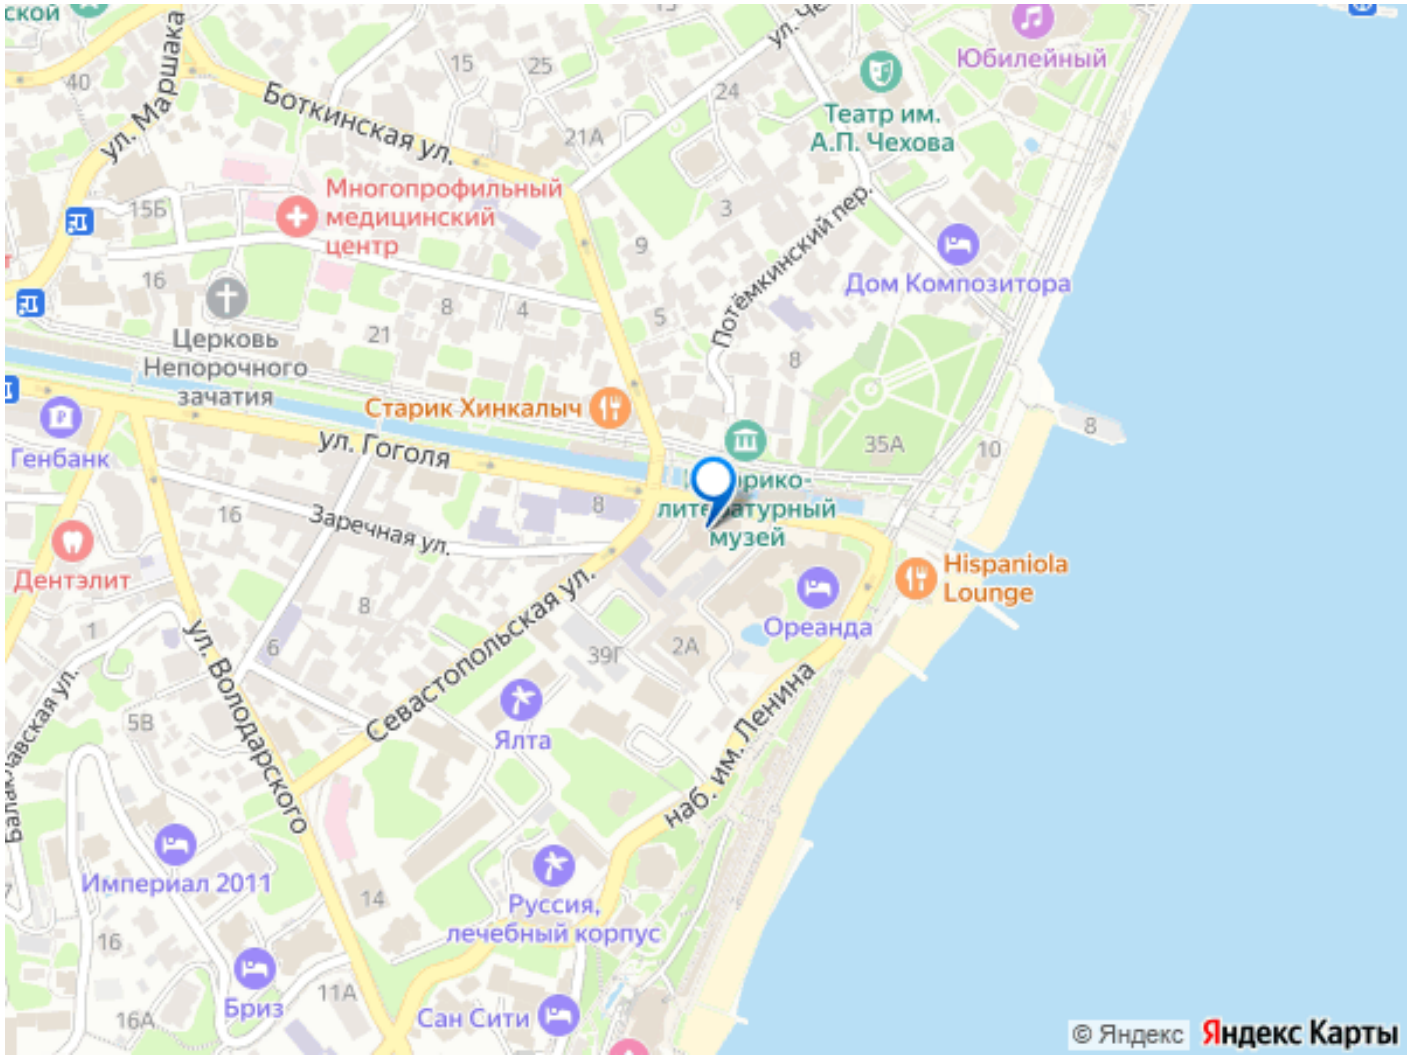 ской
15
Юбилейный
ул. Че
ул. Маршака
40
15
25
24
Боткинская ул.
21А
Театр им.
А.П. Чехова
Многопрофильный
медицинский
центр
15Б
3
9
Потёмкинский пер.
Дом Композитора
16
8
4
5
21
8
Церковь
Непорочного
зачатия
Старик Хинкалыч
ул. Гоголя
Генбанк
35А
10
8
литературный
музей
16
8
Заречная ул.
Дентэлит
Hispaniola
Lounge
Ореанда
1
8
6
2А
39Г
ул. Володарского
Севастопольская ул.
5В
Ялта
наб. им. Ленина
Империал 2011
14
Руссия,
лечебный корпус
16
Бриз
11А
16А
Сан Сити
© Яндекс Яндекс Карты